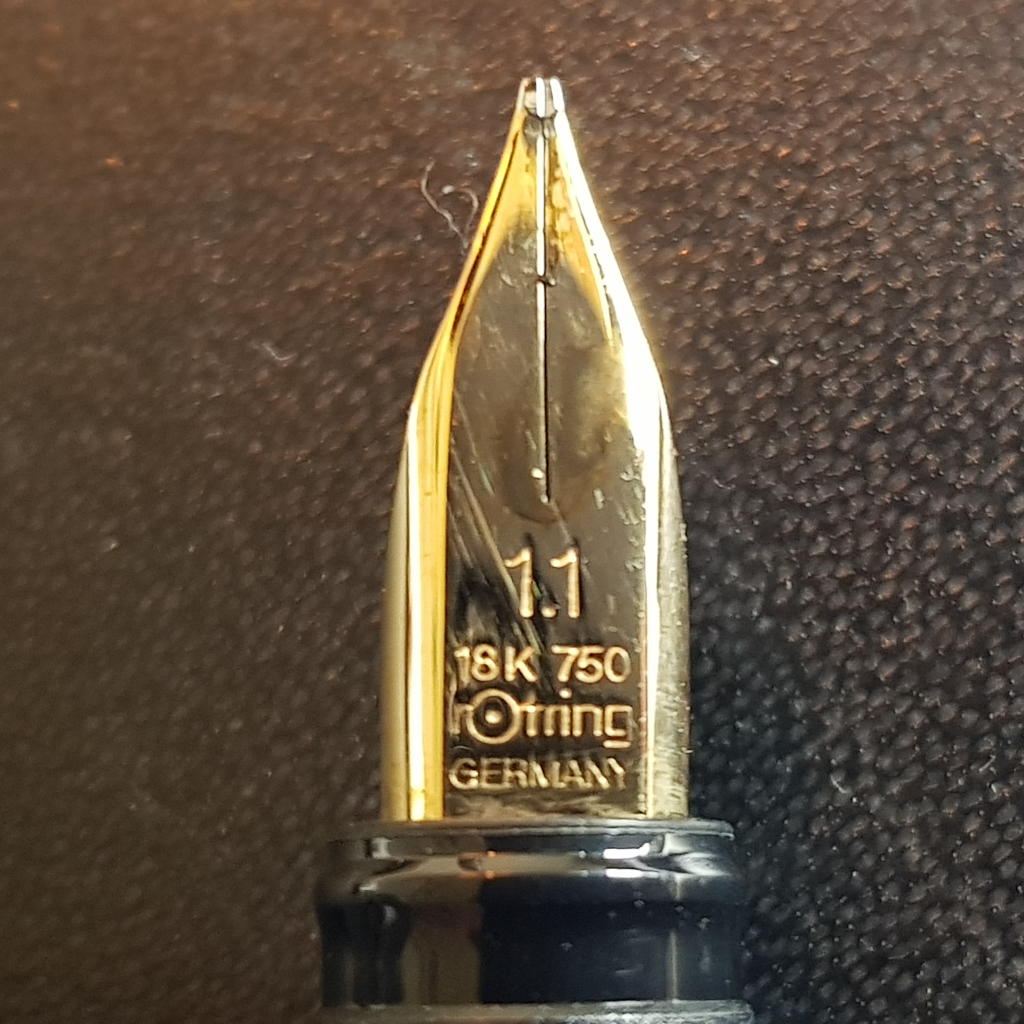 1.1
18K 750
rOtring
GERMANY